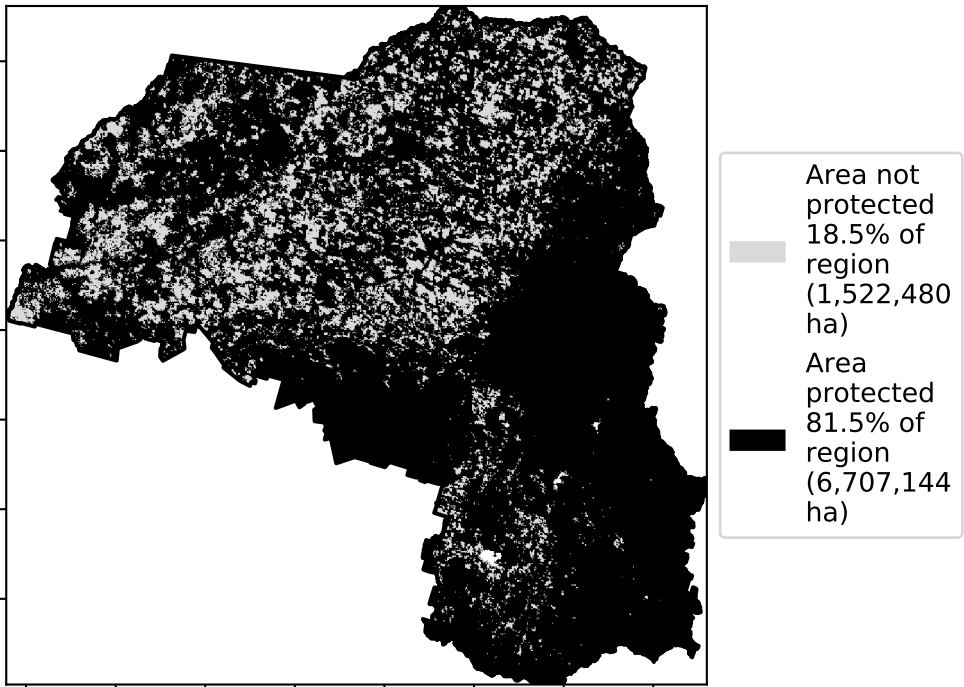 Area not
protected
18.5% of
region
(1,522,480
ha)
Area
protected
81.5% of
region
(6,707,144
ha)